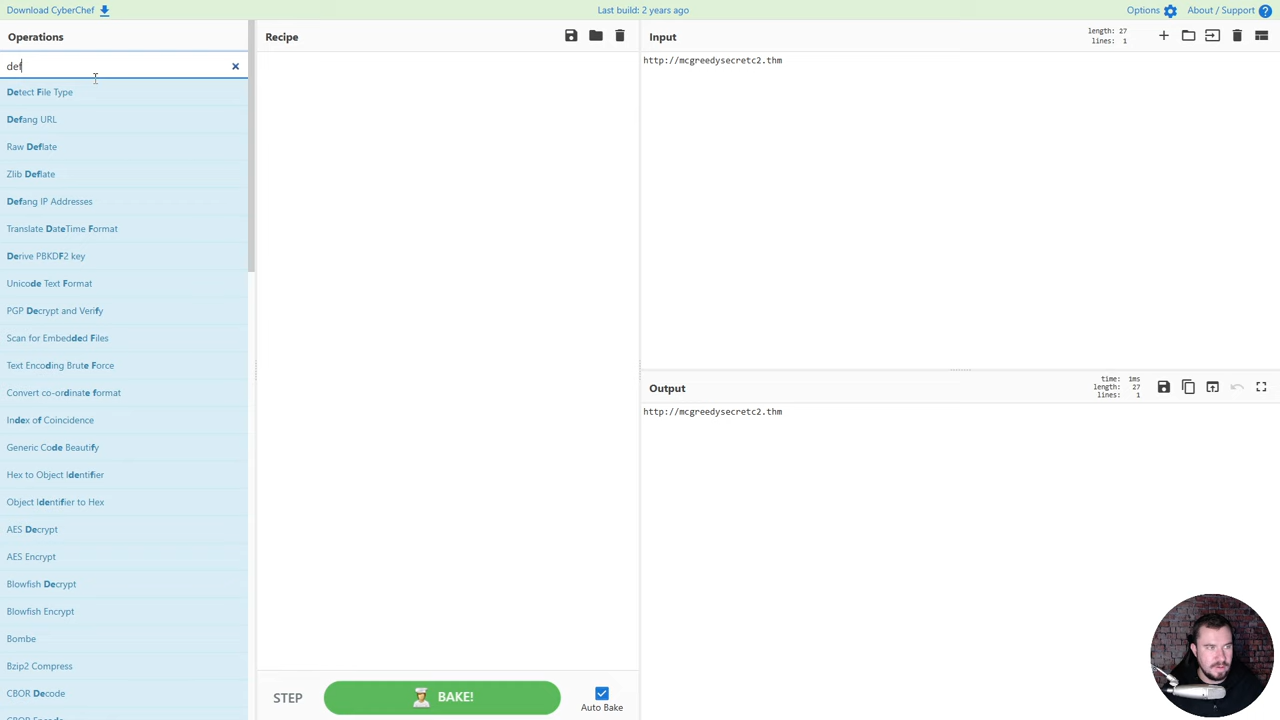 Download CyberChef
Last build: 2 years ago
Options
About / Support
Operations
def
Detect File Type
Defang URL
Raw Deflate
Zlib Deflate
Defang IP Addresses
Translate DateTime Format
Derive PBKDF2 key
Unicode Text Format
PGP Decrypt and Verify
Scan for Embedded Files
Text Encoding Brute Force
Convert co-ordinate format
Index of Coincidence
Generic Code Beautify
Hex to Object Identifier
Object Identifier to Hex
AES Decrypt
AES Encrypt
Blowfish Decrypt
Blowfish Encrypt
Bombe
Bzip2 Compress
CBOR Decode
CBOR Encode
Recipe
STEP
BAKE!
Auto Bake
Input
length: 27
lines: 1
http://mcgreedysecretc2.thm
Output
time: 1ms
length: 27
lines: 1
http://mcgreedysecretc2.thm